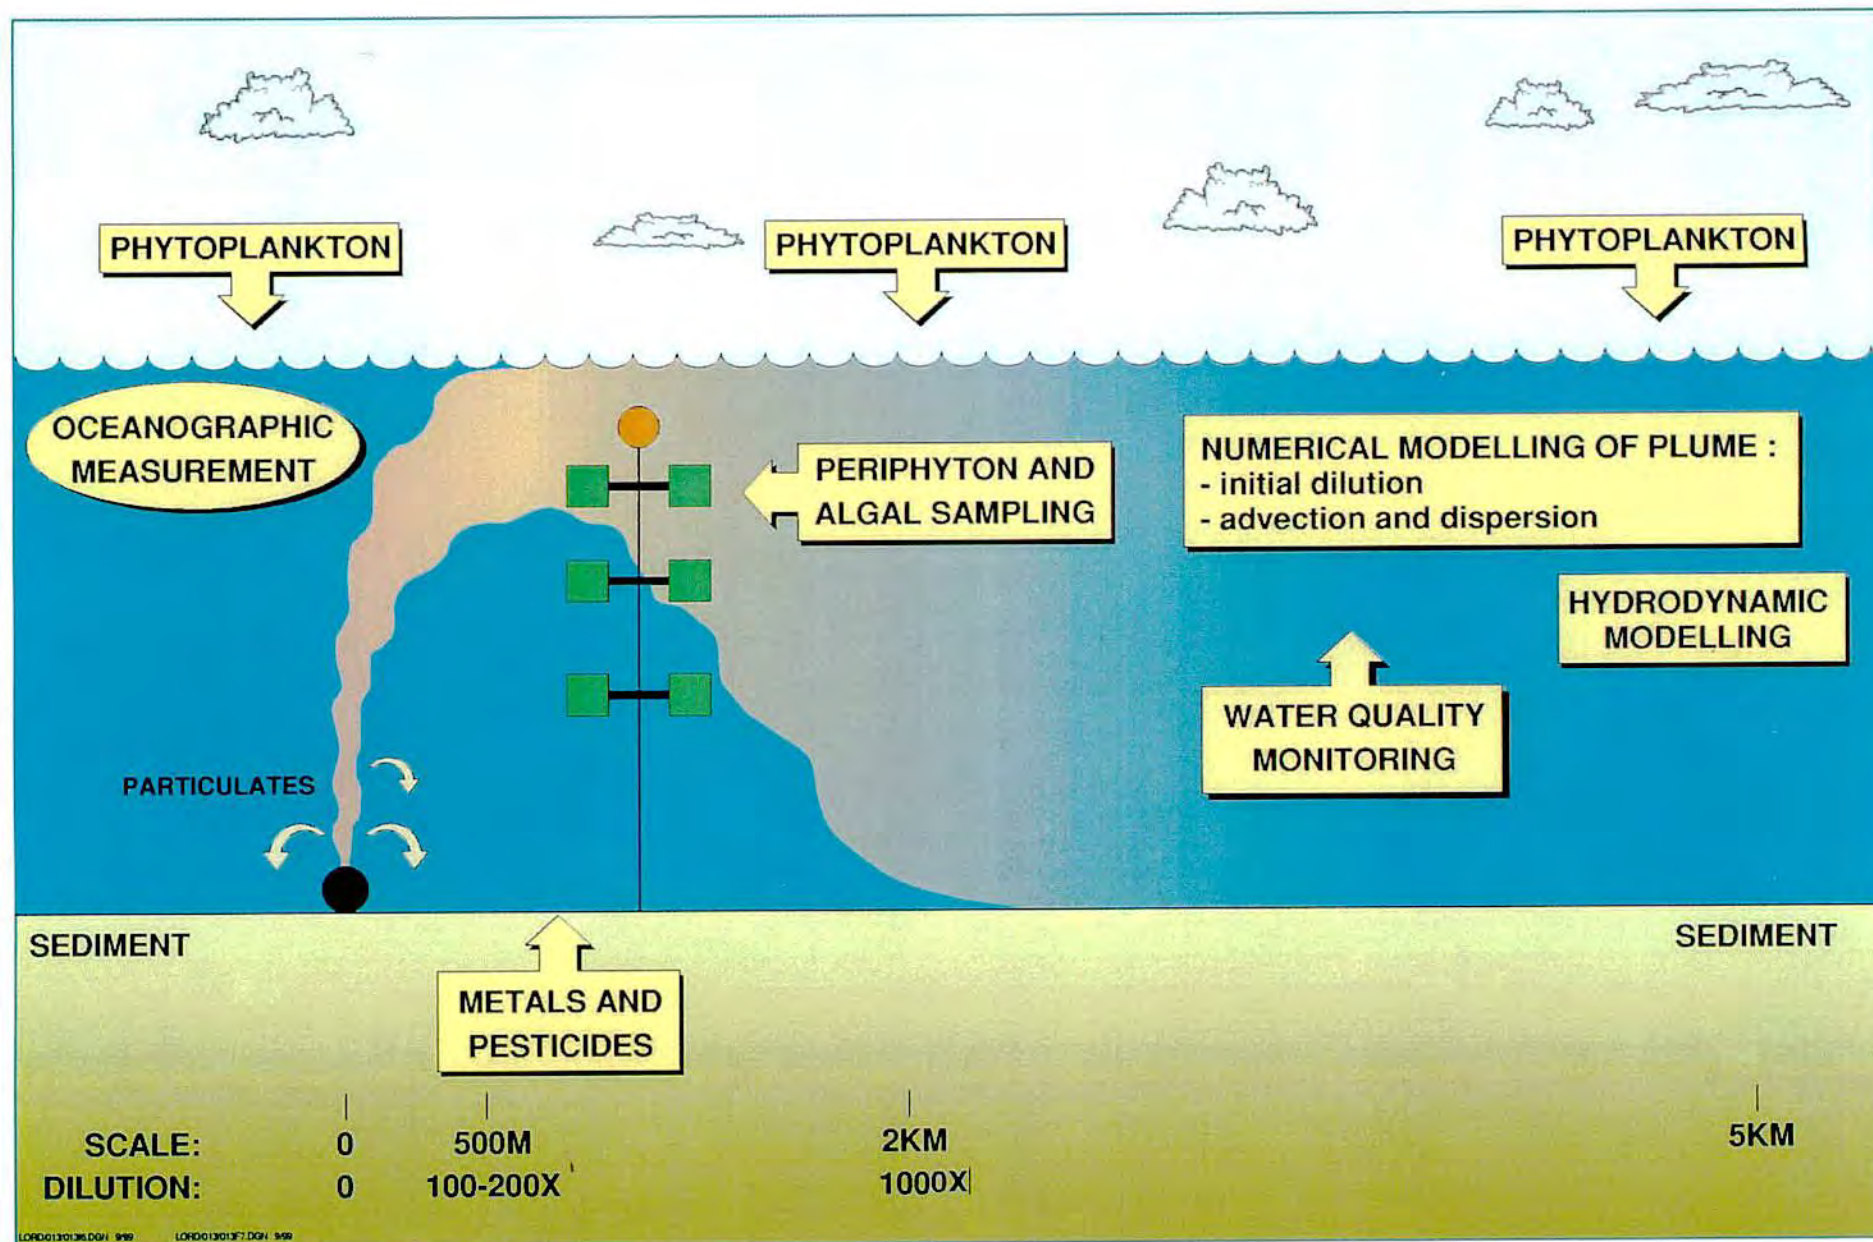 PHYTOPLANKTON
PHYTOPLANKTON
PHYTOPLANKTON
OCEANOGRAPHIC
MEASUREMENT
PERIPHYTON AND
ALGAL SAMPLING
NUMERICAL MODELLING OF PLUME :
- initial dilution
- advection and dispersion
HYDRODYNAMIC
MODELLING
WATER QUALITY
MONITORING
PARTICULATES
SEDIMENT
SEDIMENT
METALS AND
PESTICIDES
SCALE: 0 500M 2KM 5KM
DILUTION: 0 100-200X 1000X